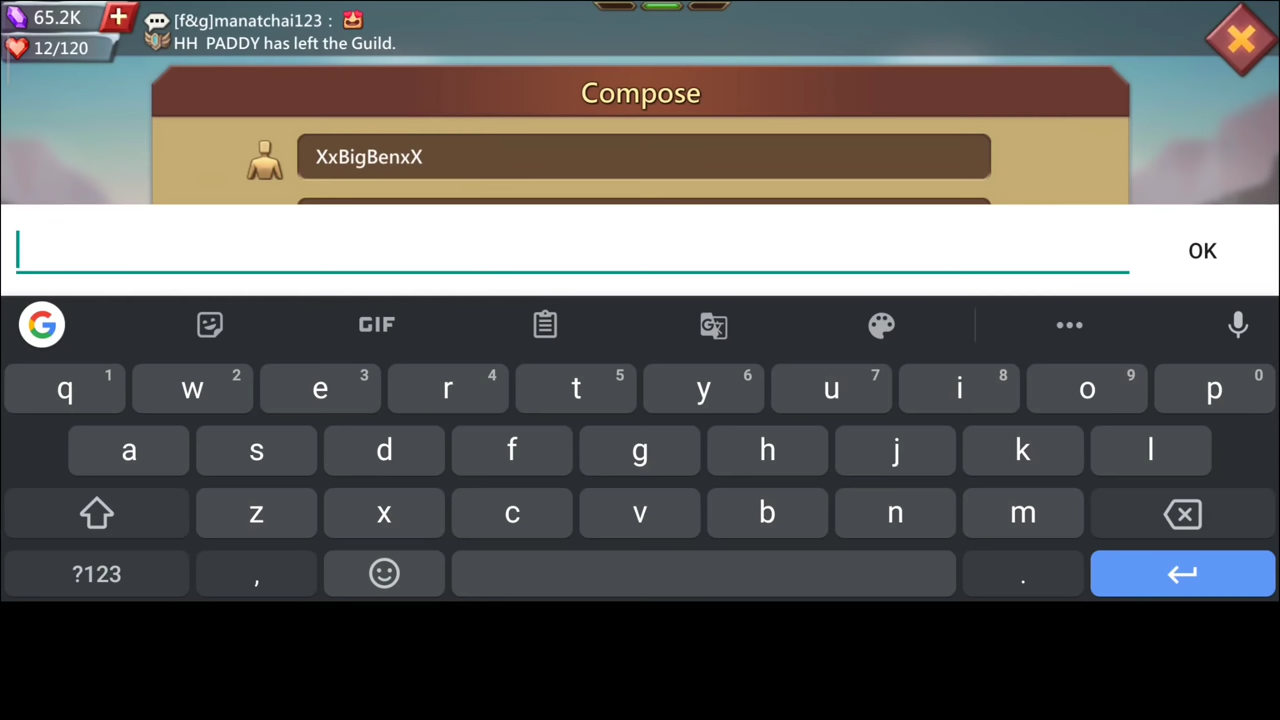 65.2K
[f&g]manatchai123 :
12/120
HH PADDY has left the Guild.
Compose
XxBigBenxX
OK
G
GIF
q 1 w 2 e 3 r 4 t 5 y 6 u 7 i 8 o 9 p 0
a s d f g h j k l
z x c v b n m
?123 , .